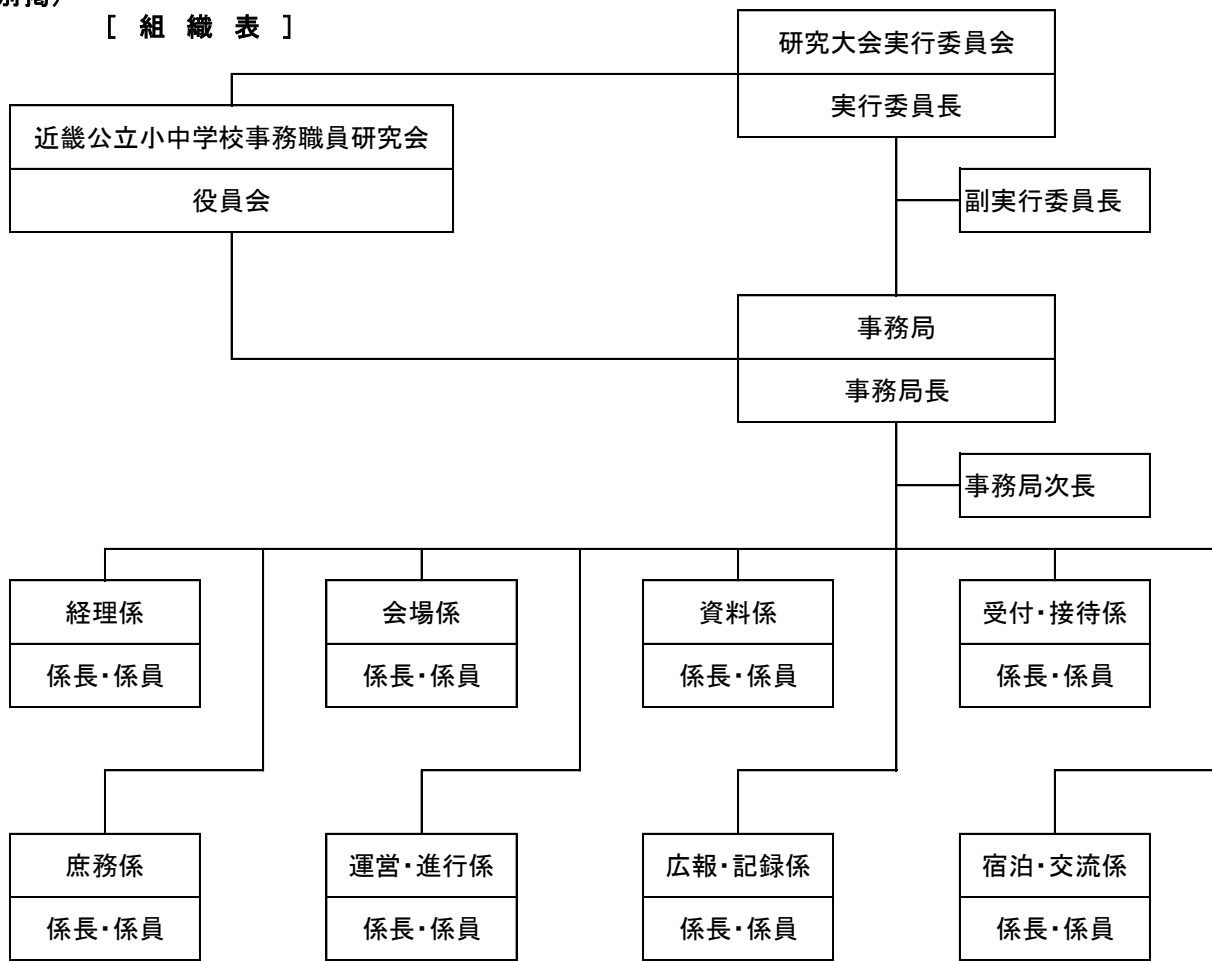 [ 組 織 表 ]
研究大会実行委員会
実行委員長
近畿公立小中学校事務職員研究会
役員会
副実行委員長
事務局
事務局長
事務局次長
経理係
係長・係員
会場係
係長・係員
資料係
係長・係員
受付・接待係
係長・係員
庶務係
係長・係員
運営・進行係
係長・係員
広報・記録係
係長・係員
宿泊・交流係
係長・係員